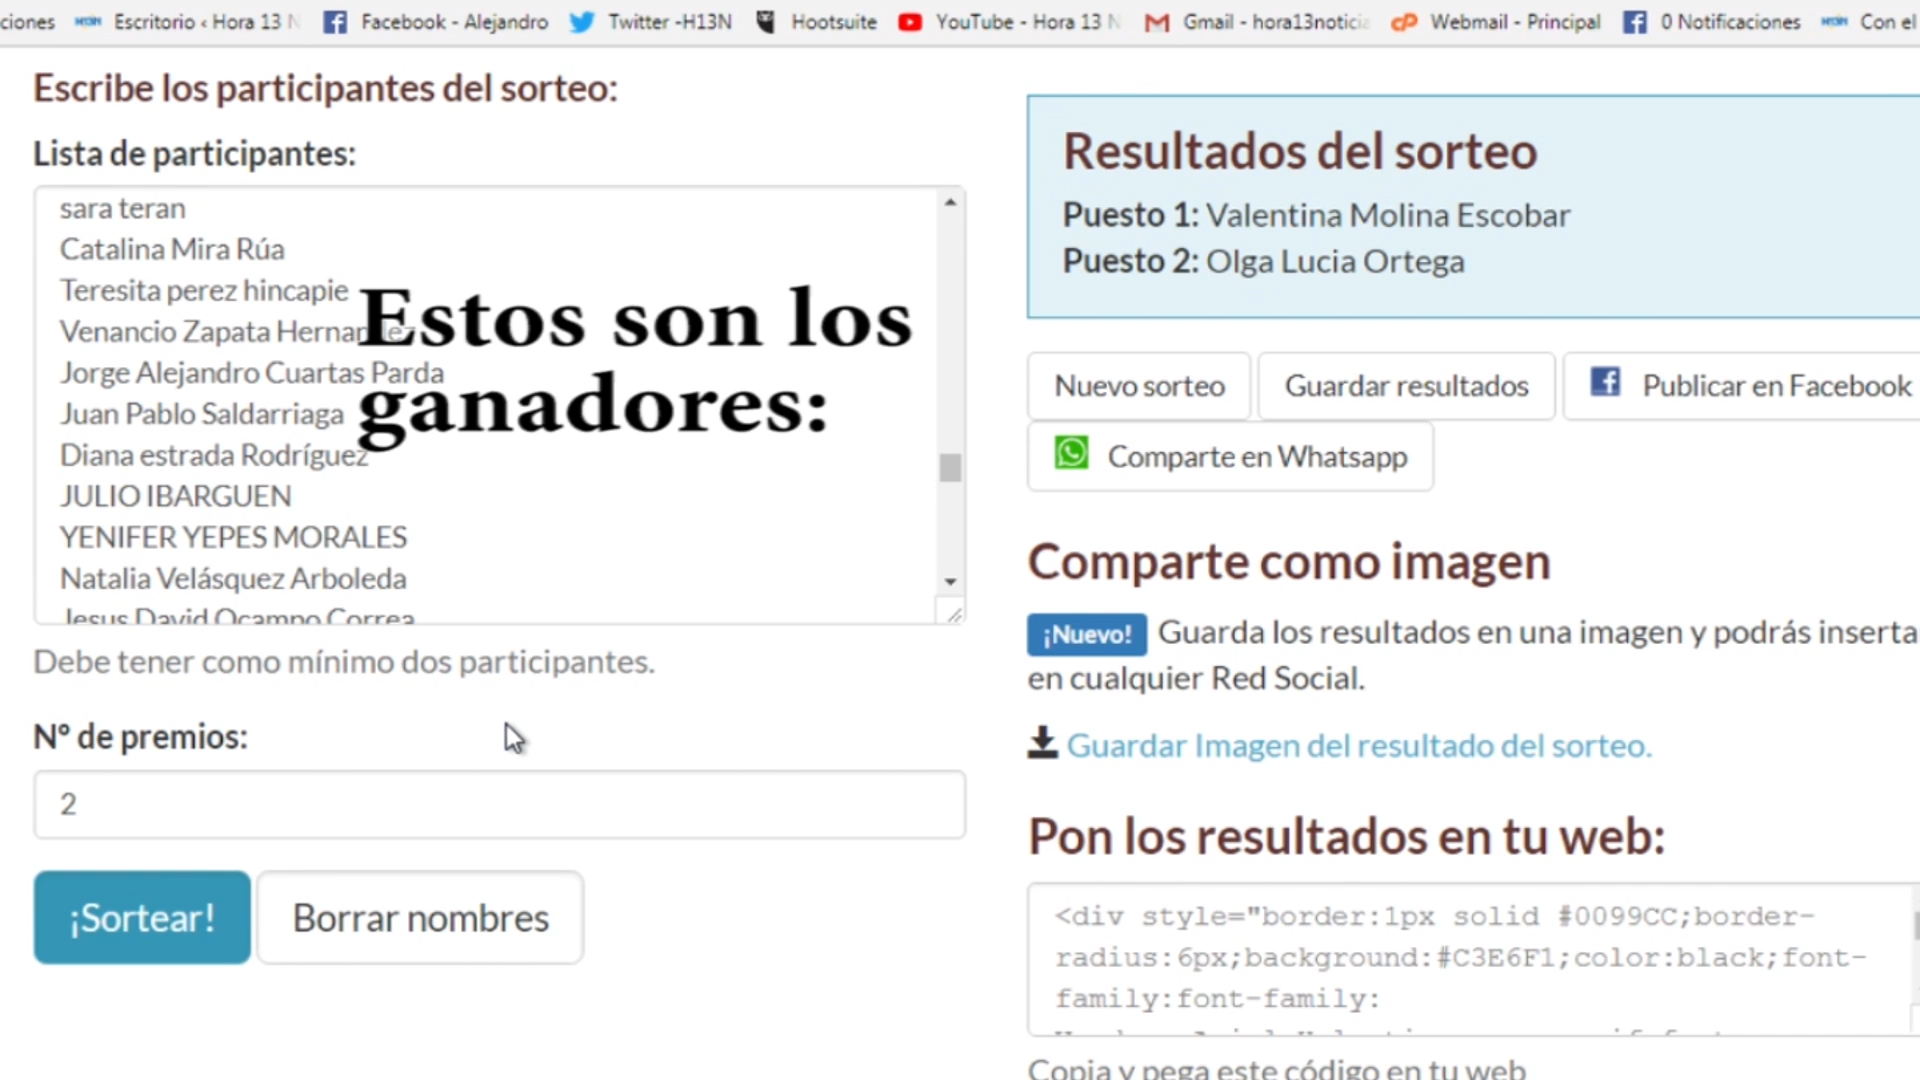 ciones Escritorio ‹ Hora 13 N Facebook - Alejandro Twitter -H13N Hootsuite YouTube - Hora 13 N Gmail - hora13noticia Webmail - Principal 0 Notificaciones Con el
Escribe los participantes del sorteo:
Lista de participantes:
sara teran
Catalina Mira Rúa
Teresita perez hincapie
Venancio Zapata Hernandez
Jorge Alejandro Cuartas Parda
Juan Pablo Saldarriaga
Diana estrada Rodríguez
JULIO IBARGUEN
YENIFER YEPES MORALES
Natalia Velásquez Arboleda
Jesus David Ocampo Correa
Estos son los
ganadores:
Debe tener como mínimo dos participantes.
Nº de premios:
2
¡Sortear! Borrar nombres
Resultados del sorteo
Puesto 1: Valentina Molina Escobar
Puesto 2: Olga Lucia Ortega
Nuevo sorteo Guardar resultados Publicar en Facebook
Comparte en Whatsapp
Comparte como imagen
¡Nuevo! Guarda los resultados en una imagen y podrás inserta
en cualquier Red Social.
Guardar Imagen del resultado del sorteo.
Pon los resultados en tu web:
<div style="border:1px solid #0099CC;border-
radius:6px;background:#C3E6F1;color:black;font-
family:font-family:
Copia y pega este código en tu web